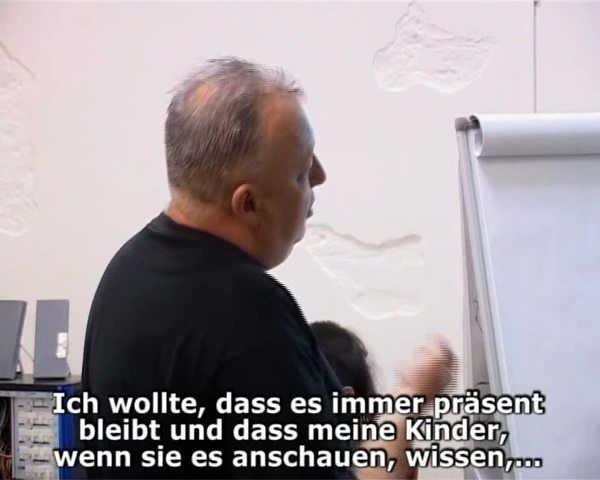 Ich wollte, dass es immer präsent
bleibt und dass meine Kinder,
wenn sie es anschauen, wissen,...